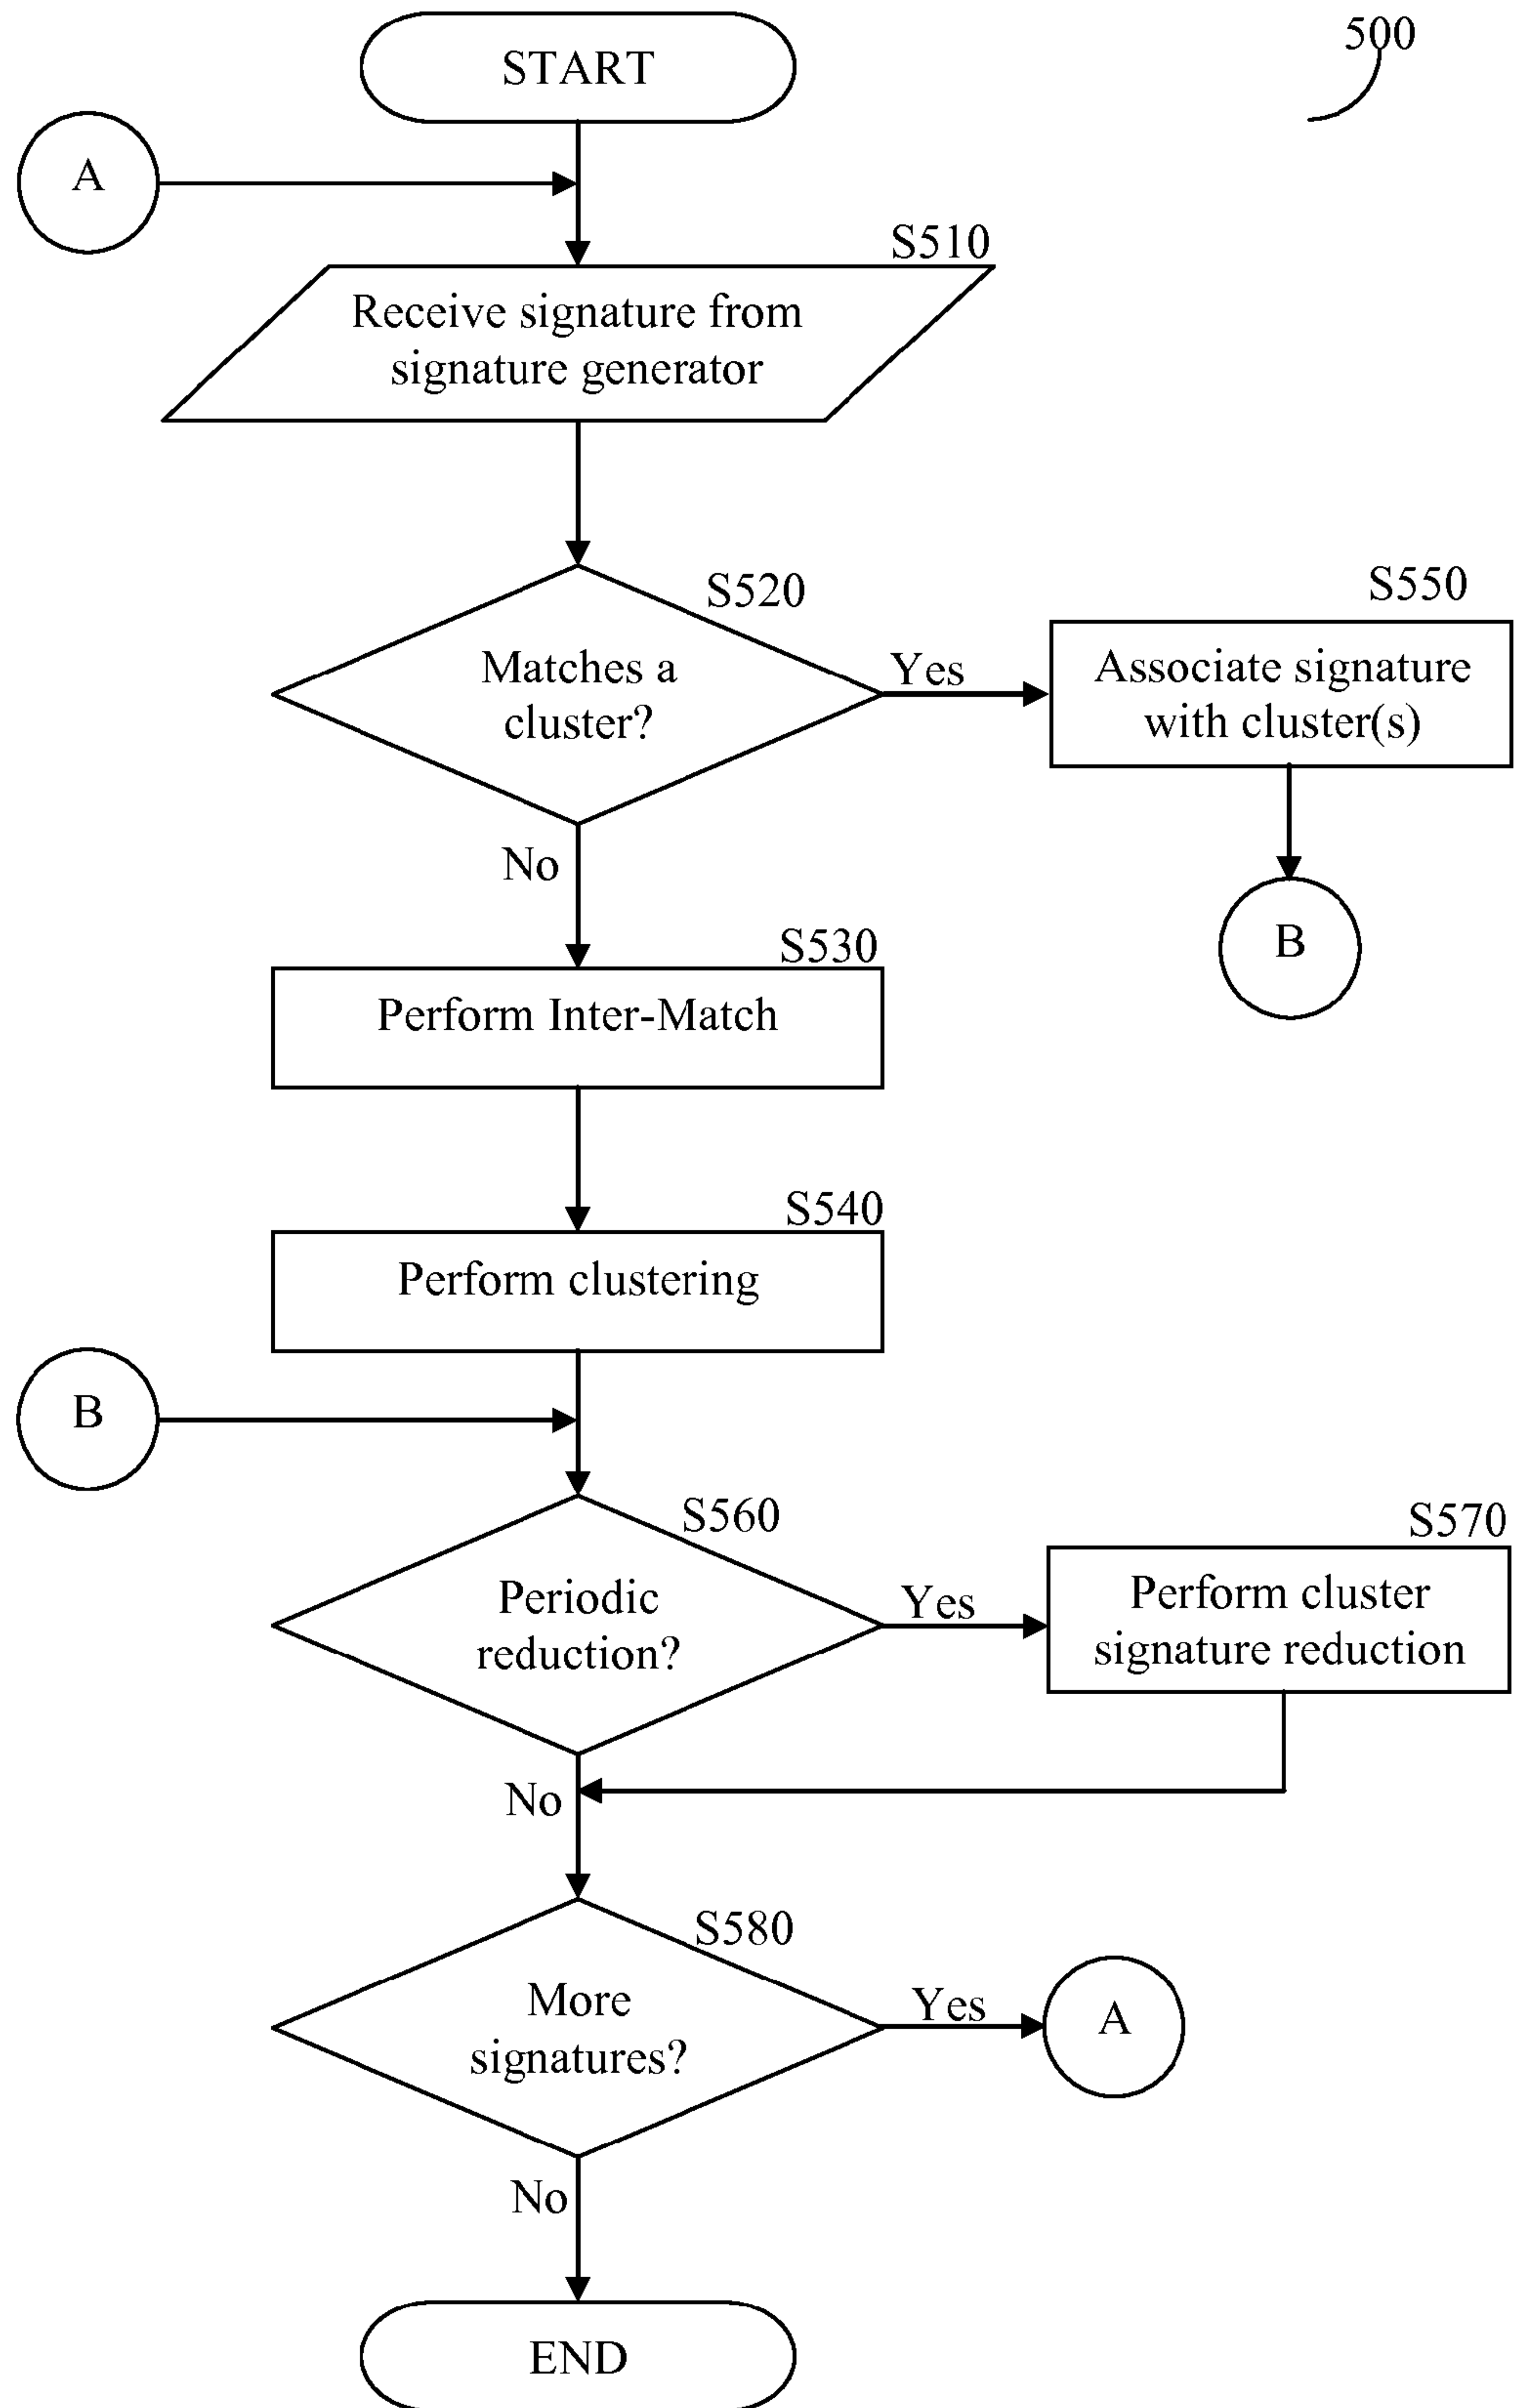 START
500
A
S510
Receive signature from
signature generator
S520
Matches a
cluster?
Yes
S550
Associate signature
with cluster(s)
No
B
S530
Perform Inter-Match
S540
Perform clustering
B
S560
Periodic
reduction?
Yes
S570
Perform cluster
signature reduction
No
S580
More
signatures?
Yes
A
No
END